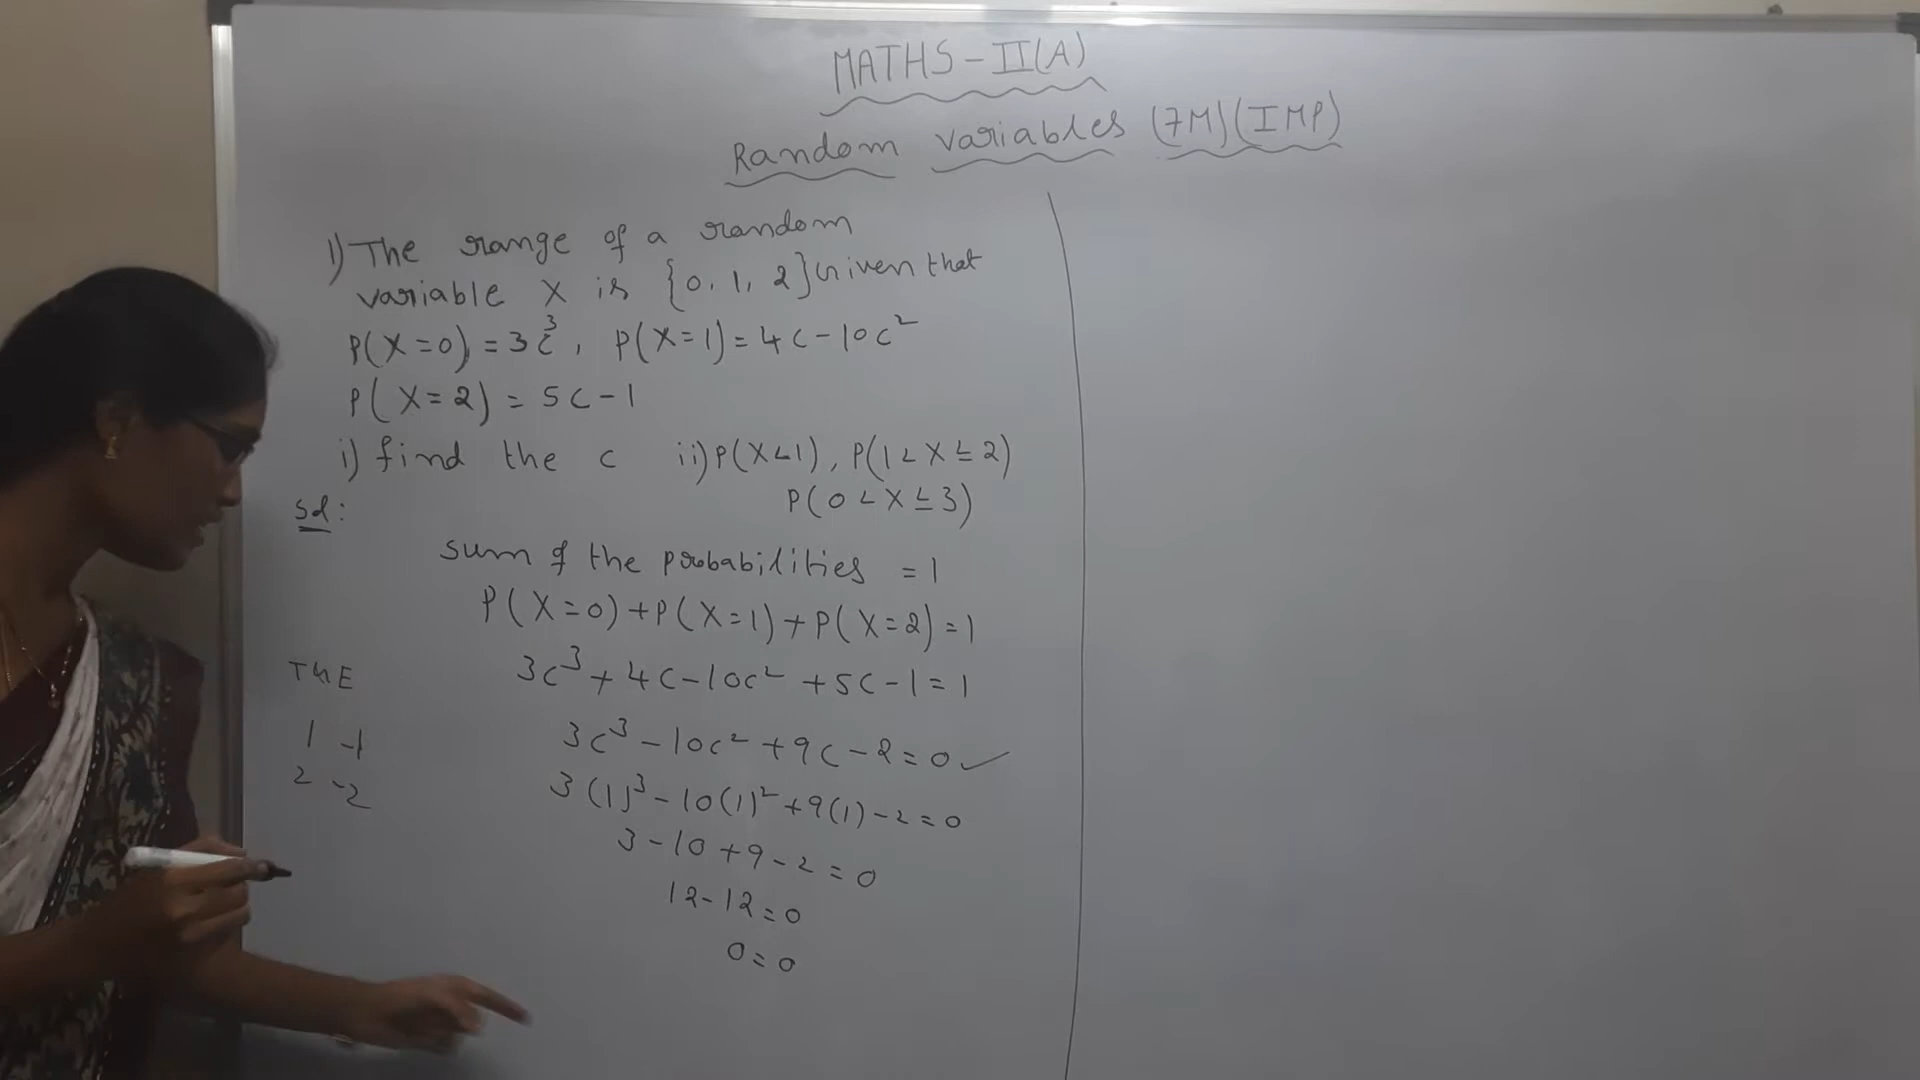 MATHS-II(A)
Random variables (7M)(IMP)
1) The range of a random
variable X is {0, 1, 2} Given that
P(X=0) = 3c³, P(X=1) = 4c-10c²
P(X=2) = 5c-1
i) find the c ii) P(X<1), P(1<X≤2)
P(0<X≤3)
Sol:
sum of the probabilities = 1
P(X=0)+P(X=1)+P(X=2)=1
3c³+4c-10c²+5c-1=1
3c³-10c²+9c-2=0✓
3(1)³-10(1)²+9(1)-2=0
3-10+9-2=0
12-12=0
0=0
T&E
1 -1
2 -2